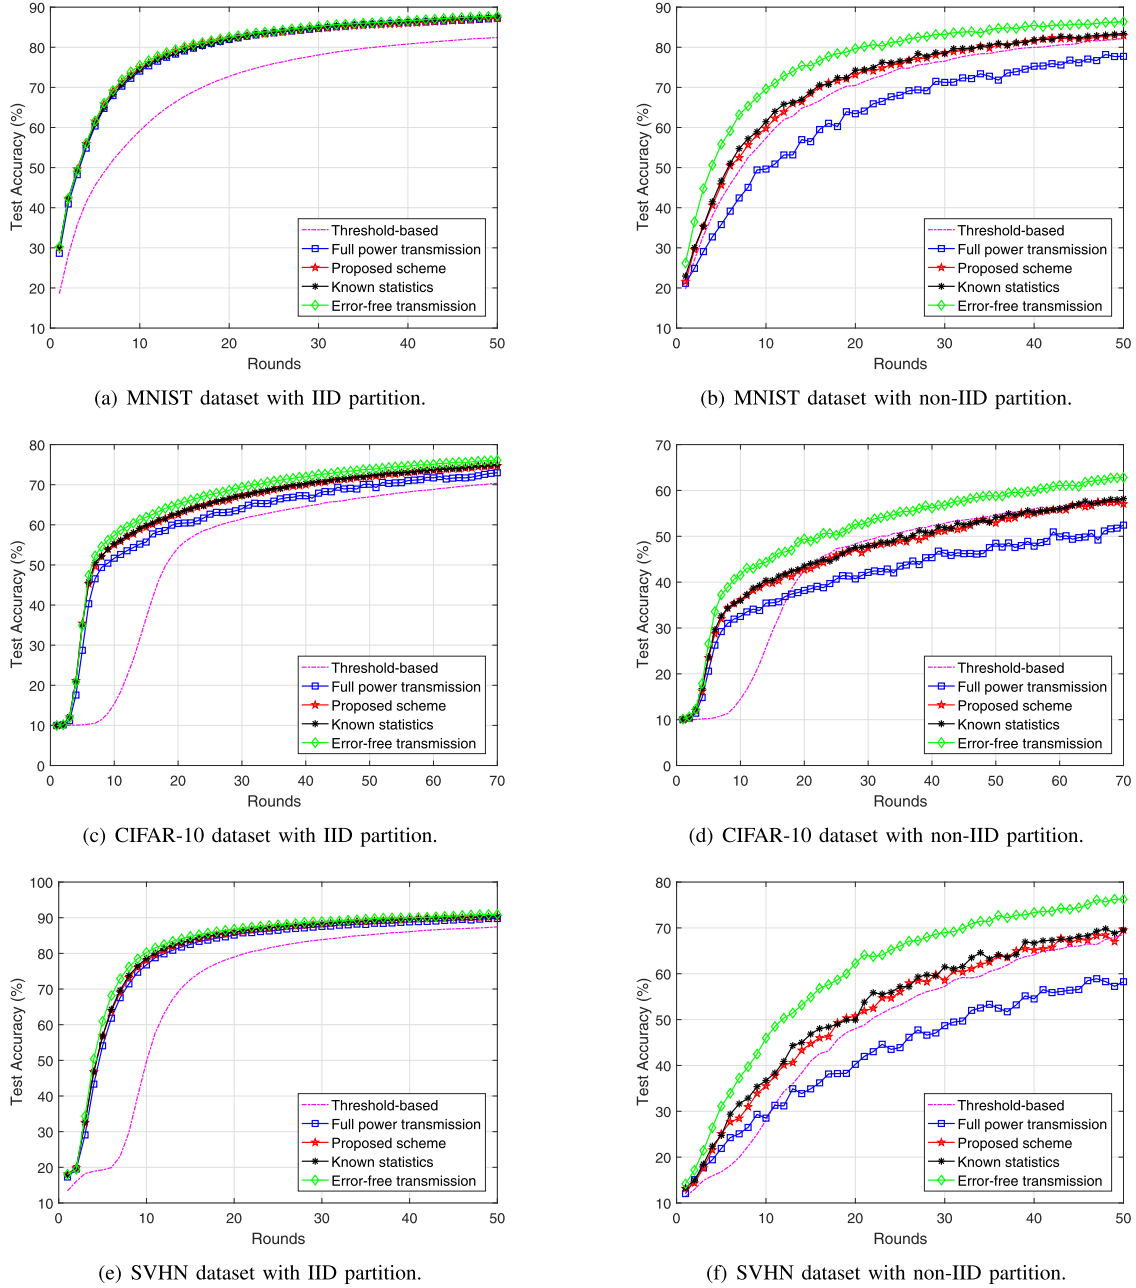 90
80
70
60
50
40
30
20
10
0
10
20
30
40
50
Test Accuracy (%)
Rounds
Threshold-based
Full power transmission
Proposed scheme
Known statistics
Error-free transmission
(a) MNIST dataset with IID partition.
90
80
70
60
50
40
30
20
10
0
10
20
30
40
50
Test Accuracy (%)
Rounds
Threshold-based
Full power transmission
Proposed scheme
Known statistics
Error-free transmission
(b) MNIST dataset with non-IID partition.
80
70
60
50
40
30
20
10
0
0
10
20
30
40
50
60
70
Test Accuracy (%)
Rounds
Threshold-based
Full power transmission
Proposed scheme
Known statistics
Error-free transmission
(c) CIFAR-10 dataset with IID partition.
70
60
50
40
30
20
10
0
0
10
20
30
40
50
60
70
Test Accuracy (%)
Rounds
Threshold-based
Full power transmission
Proposed scheme
Known statistics
Error-free transmission
(d) CIFAR-10 dataset with non-IID partition.
100
90
80
70
60
50
40
30
20
10
0
10
20
30
40
50
Test Accuracy (%)
Rounds
Threshold-based
Full power transmission
Proposed scheme
Known statistics
Error-free transmission
(e) SVHN dataset with IID partition.
80
70
60
50
40
30
20
10
0
10
20
30
40
50
Test Accuracy (%)
Rounds
Threshold-based
Full power transmission
Proposed scheme
Known statistics
Error-free transmission
(f) SVHN dataset with non-IID partition.